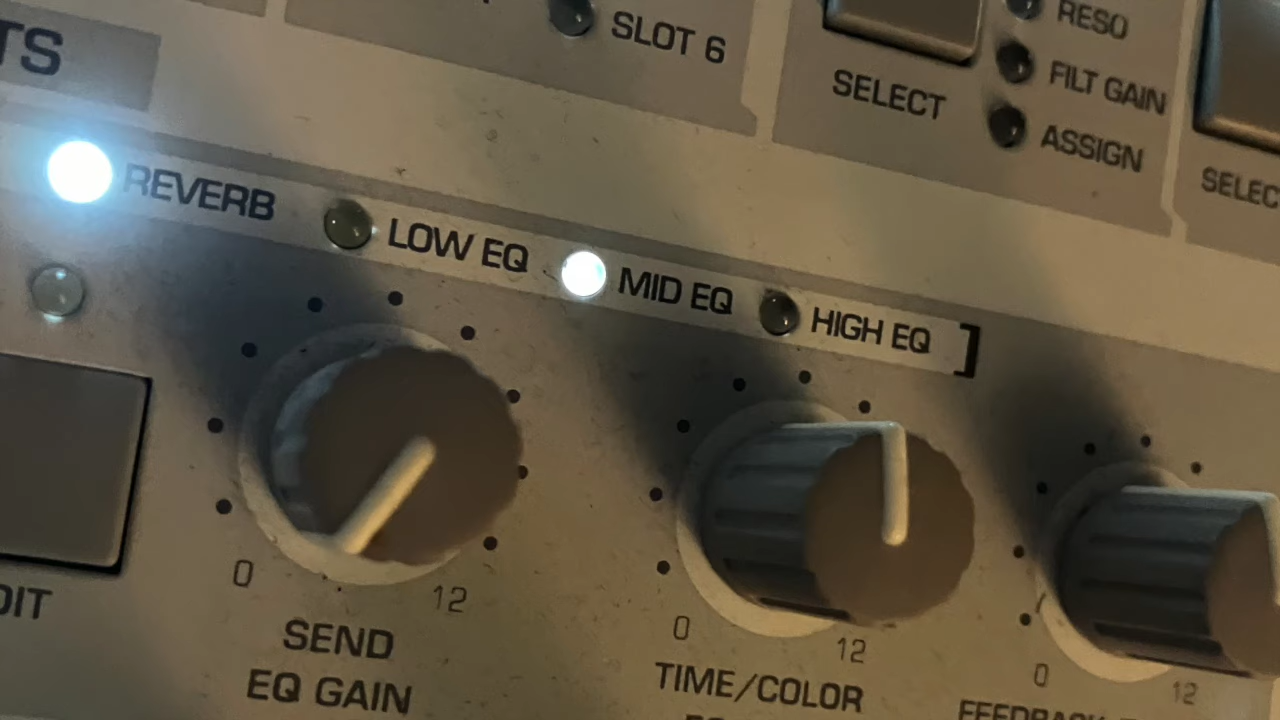 TS
SLOT 6
RESO
SELECT
FILT GAIN
ASSIGN
SELEC
REVERB
LOW EQ
MID EQ
HIGH EQ ]
DIT
0
12
SEND
EQ GAIN
0
12
TIME/COLOR
0
12
FEEDBACK